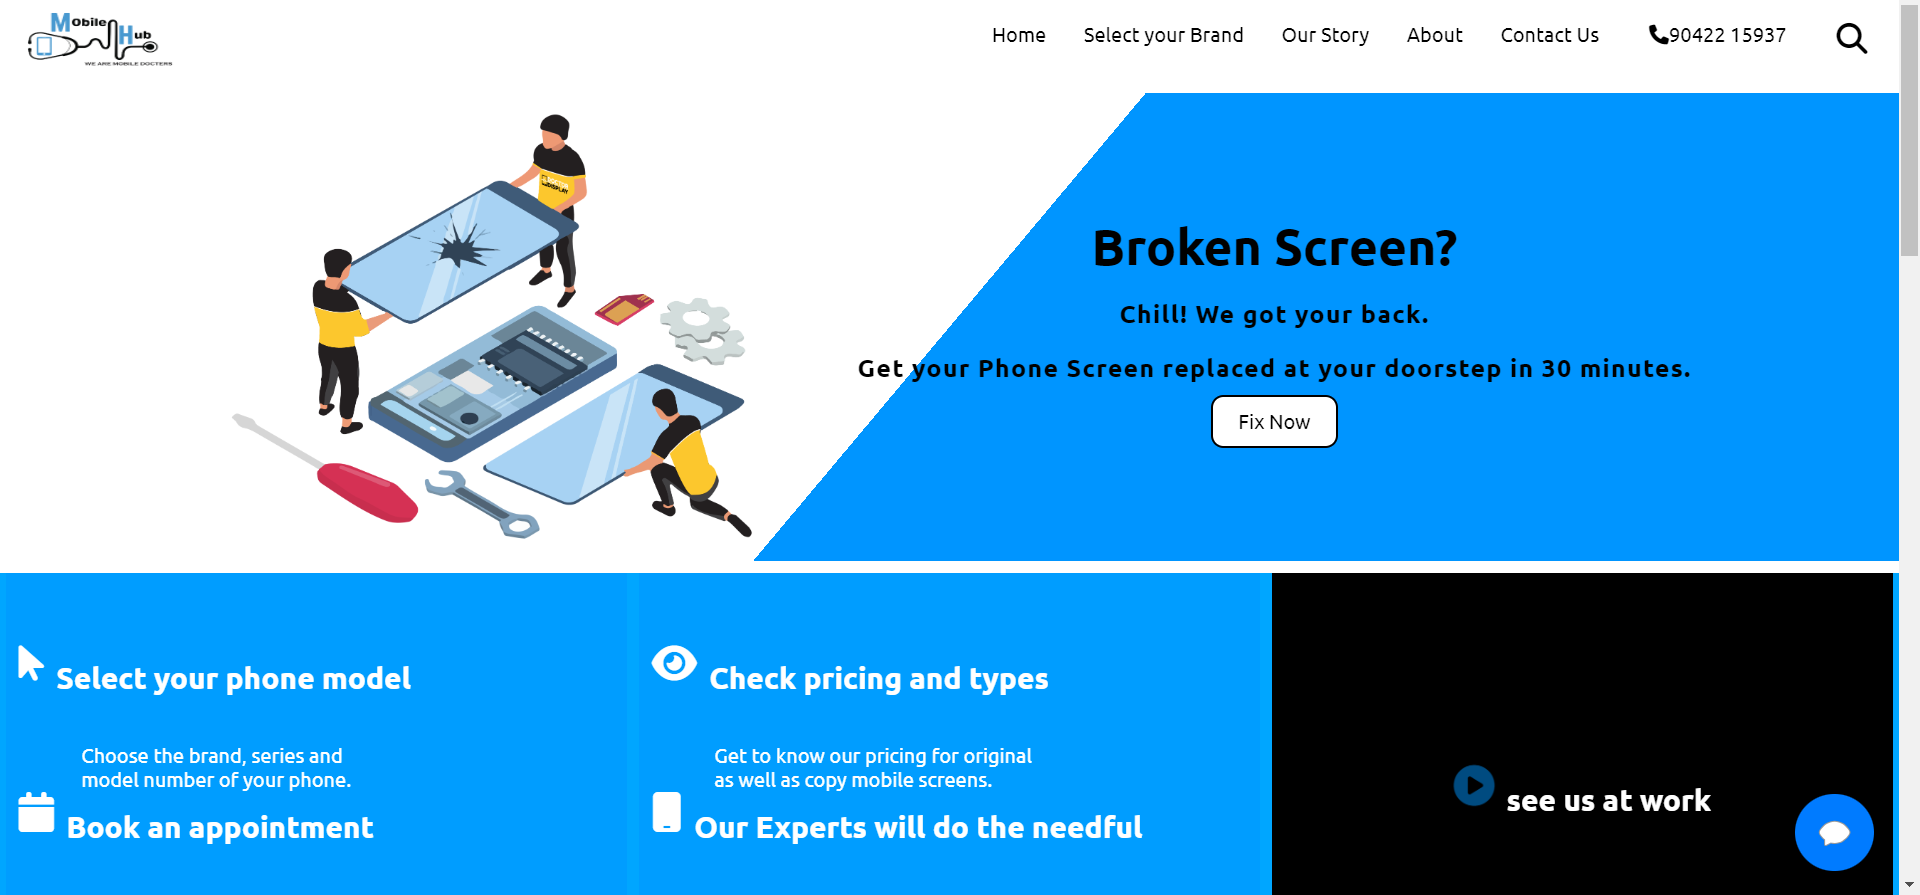 Mobile
Hub
WE ARE MOBILE DOCTERS
Home
Select your Brand
Our Story
About
Contact Us
90422 15937
DOCTOR
DISPLAY
Broken Screen?
Chill! We got your back.
Get your Phone Screen replaced at your doorstep in 30 minutes.
Fix Now
Select your phone model
Choose the brand, series and
model number of your phone.
Book an appointment
Check pricing and types
Get to know our pricing for original
as well as copy mobile screens.
Our Experts will do the needful
see us at work